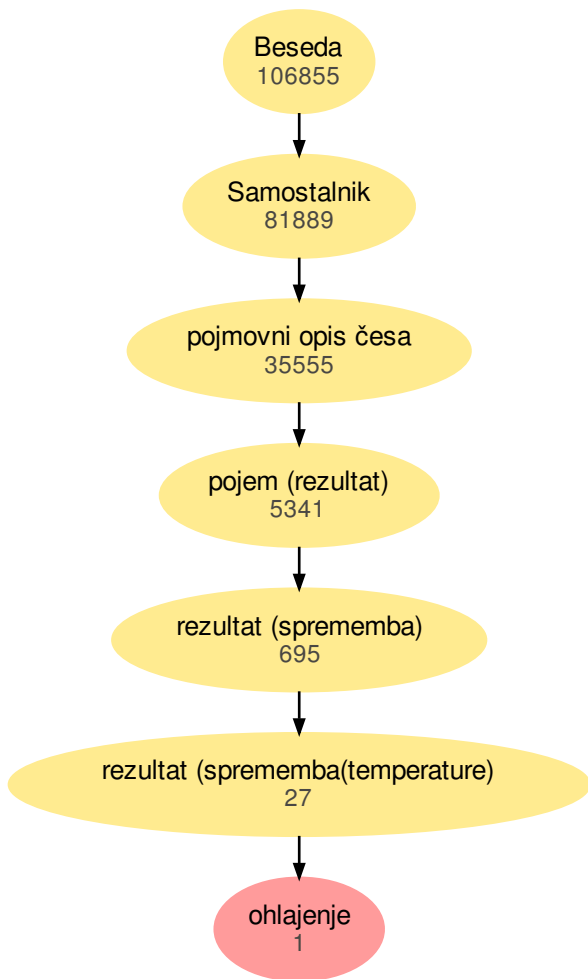 Beseda
106855
Samostalnik
81889
pojmovni opis česa
35555
pojem (rezultat)
5341
rezultat (sprememba)
695
rezultat (sprememba(temperature)
27
ohlajenje
1